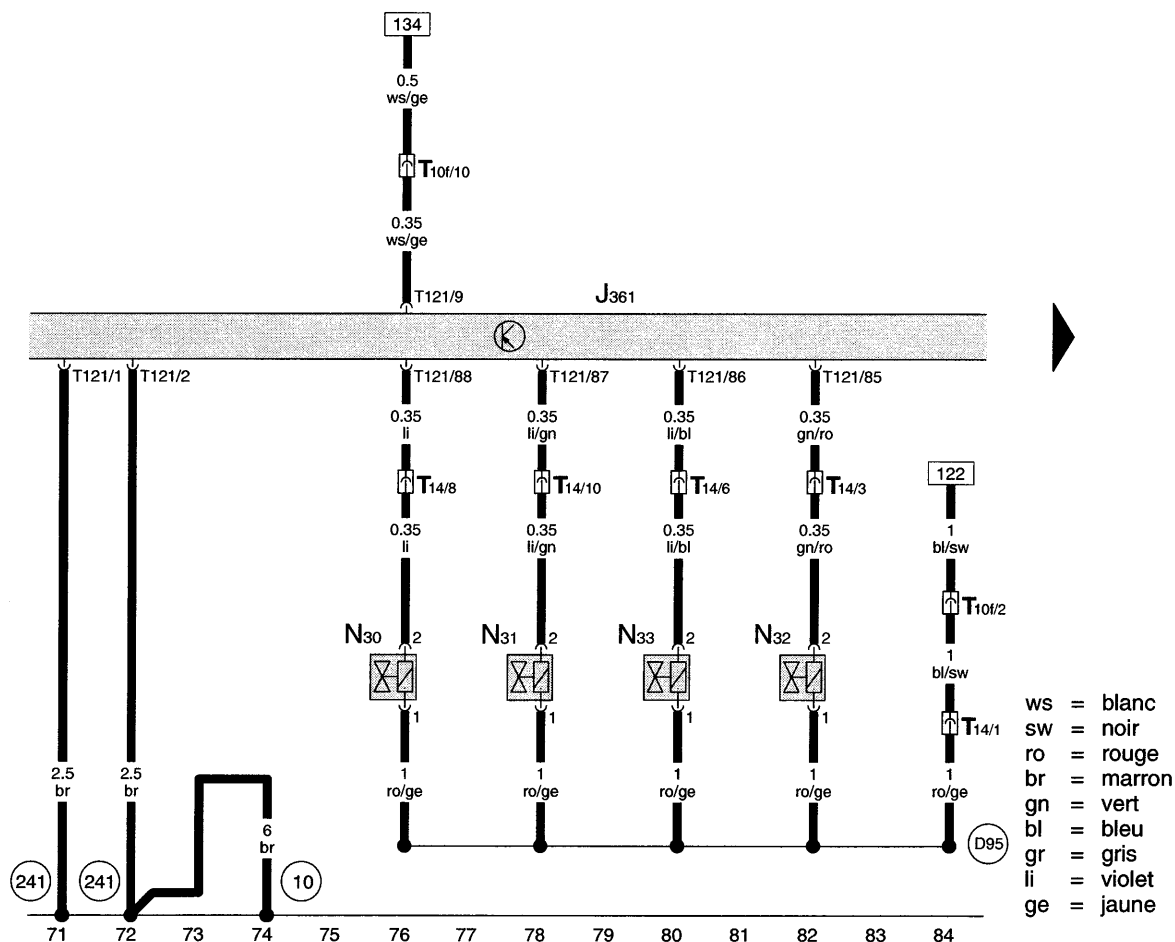 134
0.5
ws/ge
T10f/10
0.35
ws/ge
T121/9
J361
T121/1
T121/2
T121/88
T121/87
T121/86
T121/85
0.35
li
0.35
li/gn
0.35
li/bl
0.35
gn/ro
T14/8
T14/10
T14/6
T14/3
122
0.35
li
0.35
li/gn
0.35
li/bl
0.35
gn/ro
1
bl/sw
T10f/2
N30
2
N31
2
N33
2
N32
2
1
bl/sw
1
1
1
1
T14/1
2.5
br
2.5
br
1
ro/ge
1
ro/ge
1
ro/ge
1
ro/ge
1
ro/ge
6
br
D95
241
241
10
71 72 73 74 75 76 77 78 79 80 81 82 83 84
ws = blanc
sw = noir
ro = rouge
br = marron
gn = vert
bl = bleu
gr = gris
li = violet
ge = jaune